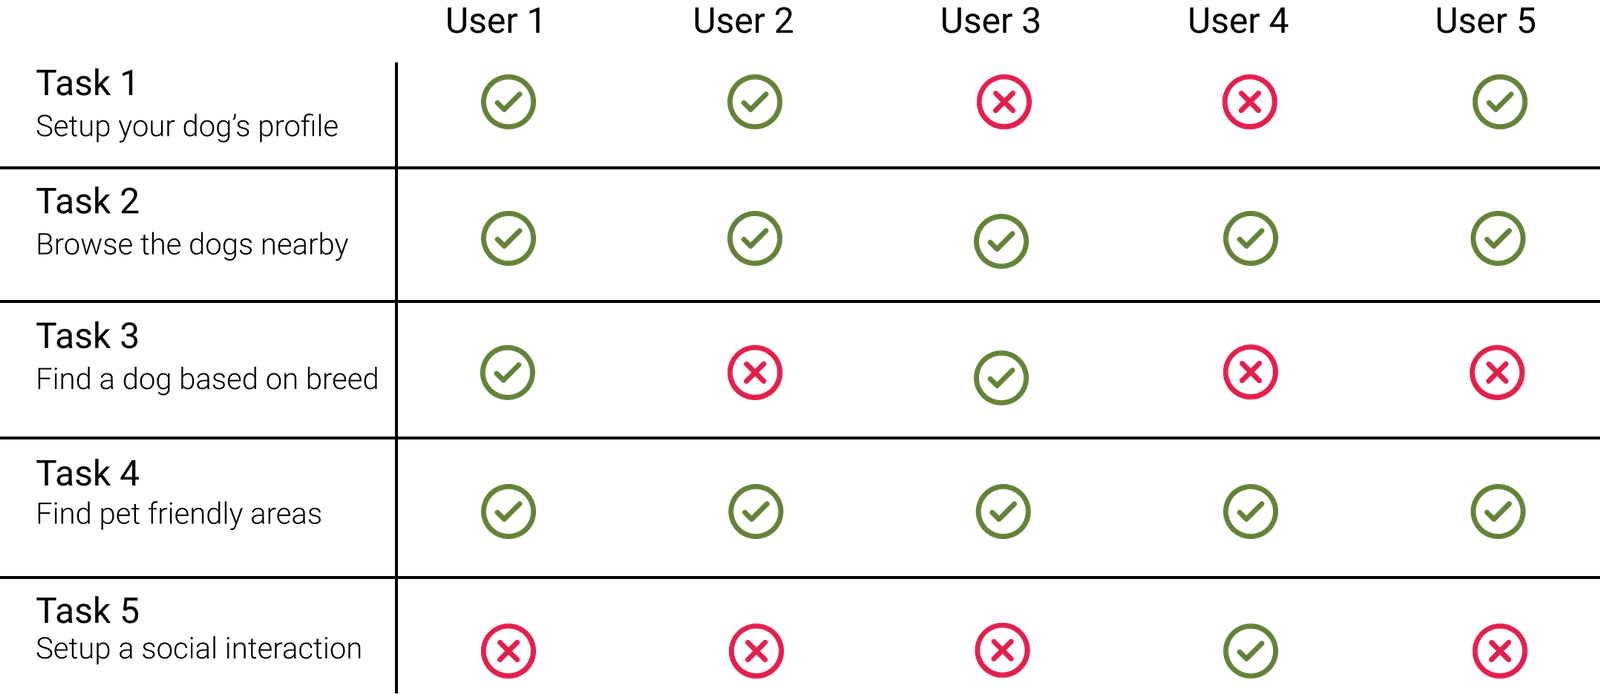 User 1 User 2 User 3 User 4 User 5
Task 1
Setup your dog’s profile
Task 2
Browse the dogs nearby
Task 3
Find a dog based on breed
Task 4
Find pet friendly areas
Task 5
Setup a social interaction